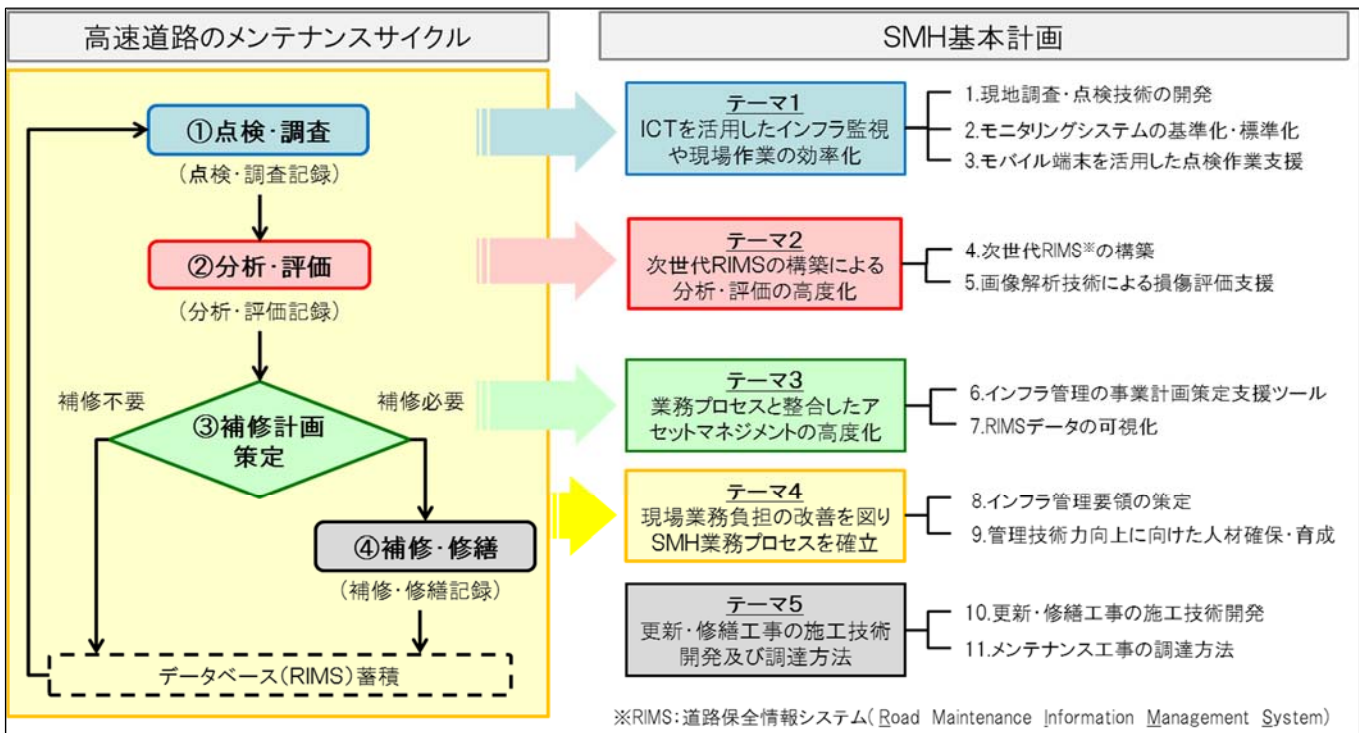 高速道路のメンテナンスサイクル
①点検・調査
(点検・調査記録)
②分析・評価
(分析・評価記録)
補修不要
補修必要
③補修計画
策定
④補修・修繕
(補修・修繕記録)
データベース(RIMS)蓄積
SMH基本計画
テーマ1
ICTを活用したインフラ監視
や現場作業の効率化
1.現地調査・点検技術の開発
2.モニタリングシステムの基準化・標準化
3.モバイル端末を活用した点検作業支援
テーマ2
次世代RIMSの構築による
分析・評価の高度化
4.次世代RIMS※の構築
5.画像解析技術による損傷評価支援
テーマ3
業務プロセスと整合したア
セットマネジメントの高度化
6.インフラ管理の事業計画策定支援ツール
7.RIMSデータの可視化
テーマ4
現場業務負担の改善を図り
SMH業務プロセスを確立
8.インフラ管理要領の策定
9.管理技術力向上に向けた人材確保・育成
テーマ5
更新・修繕工事の施工技術
開発及び調達方法
10.更新・修繕工事の施工技術開発
11.メンテナンス工事の調達方法
※RIMS:道路保全情報システム(Road Maintenance Information Management System)